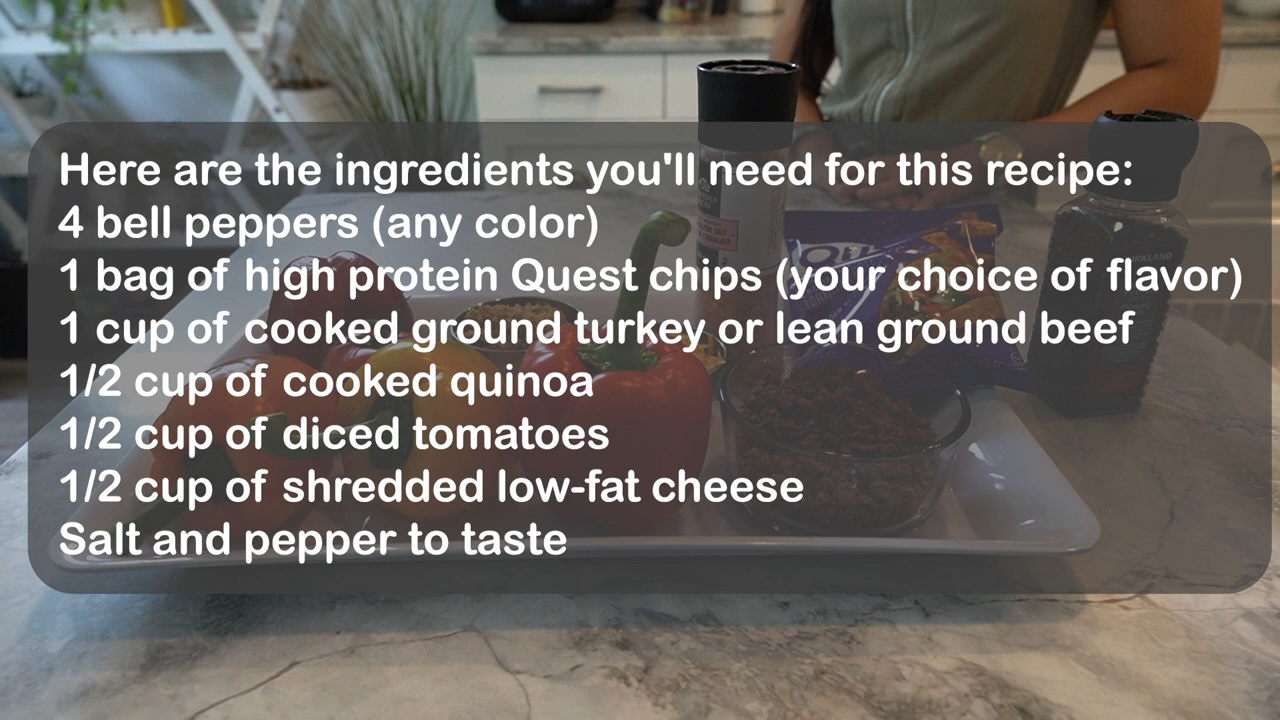 Here are the ingredients you'll need for this recipe:
4 bell peppers (any color)
1 bag of high protein Quest chips (your choice of flavor)
1 cup of cooked ground turkey or lean ground beef
1/2 cup of cooked quinoa
1/2 cup of diced tomatoes
1/2 cup of shredded low-fat cheese
Salt and pepper to taste